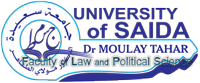 جامعة سعيدة
UNIVERSITY
OF SAIDA
Dr MOULAY TAHAR
Faculty of Law and Political Science